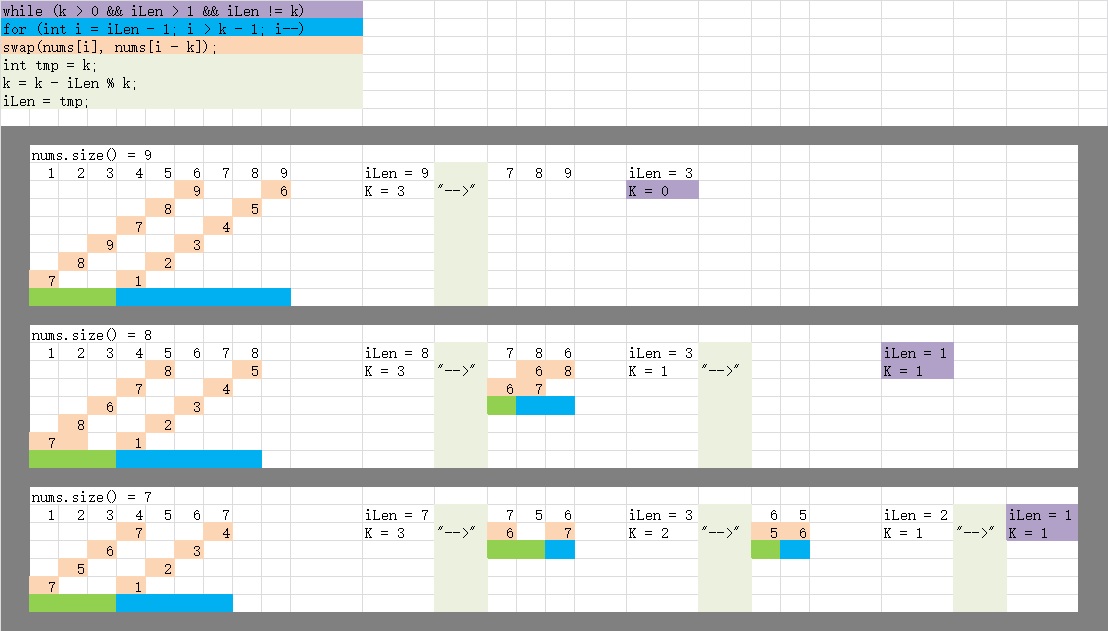 while (k > 0 && iLen > 1 && iLen != k)
for (int i = iLen - 1; i > k - 1; i--)
swap(nums[i], nums[i - k]);
int tmp = k;
k = k - iLen % k;
iLen = tmp;
nums.size() = 9
1 2 3 4 5 6 7 8 9 iLen = 9 7 8 9 iLen = 3
9 6 K = 3 "-->" K = 0
8 5
7 4
9 3
8 2
7 1
nums.size() = 8
1 2 3 4 5 6 7 8 iLen = 8 7 8 6 iLen = 3 iLen = 1
8 5 K = 3 "-->" 6 8 K = 1 "-->" K = 1
7 4 6 7
6 3
8 2
7 1
nums.size() = 7
1 2 3 4 5 6 7 iLen = 7 7 5 6 iLen = 3 6 5 iLen = 2 iLen = 1
7 4 K = 3 "-->" 6 7 K = 2 "-->" 5 6 K = 1 "-->" K = 1
6 3
5 2
7 1